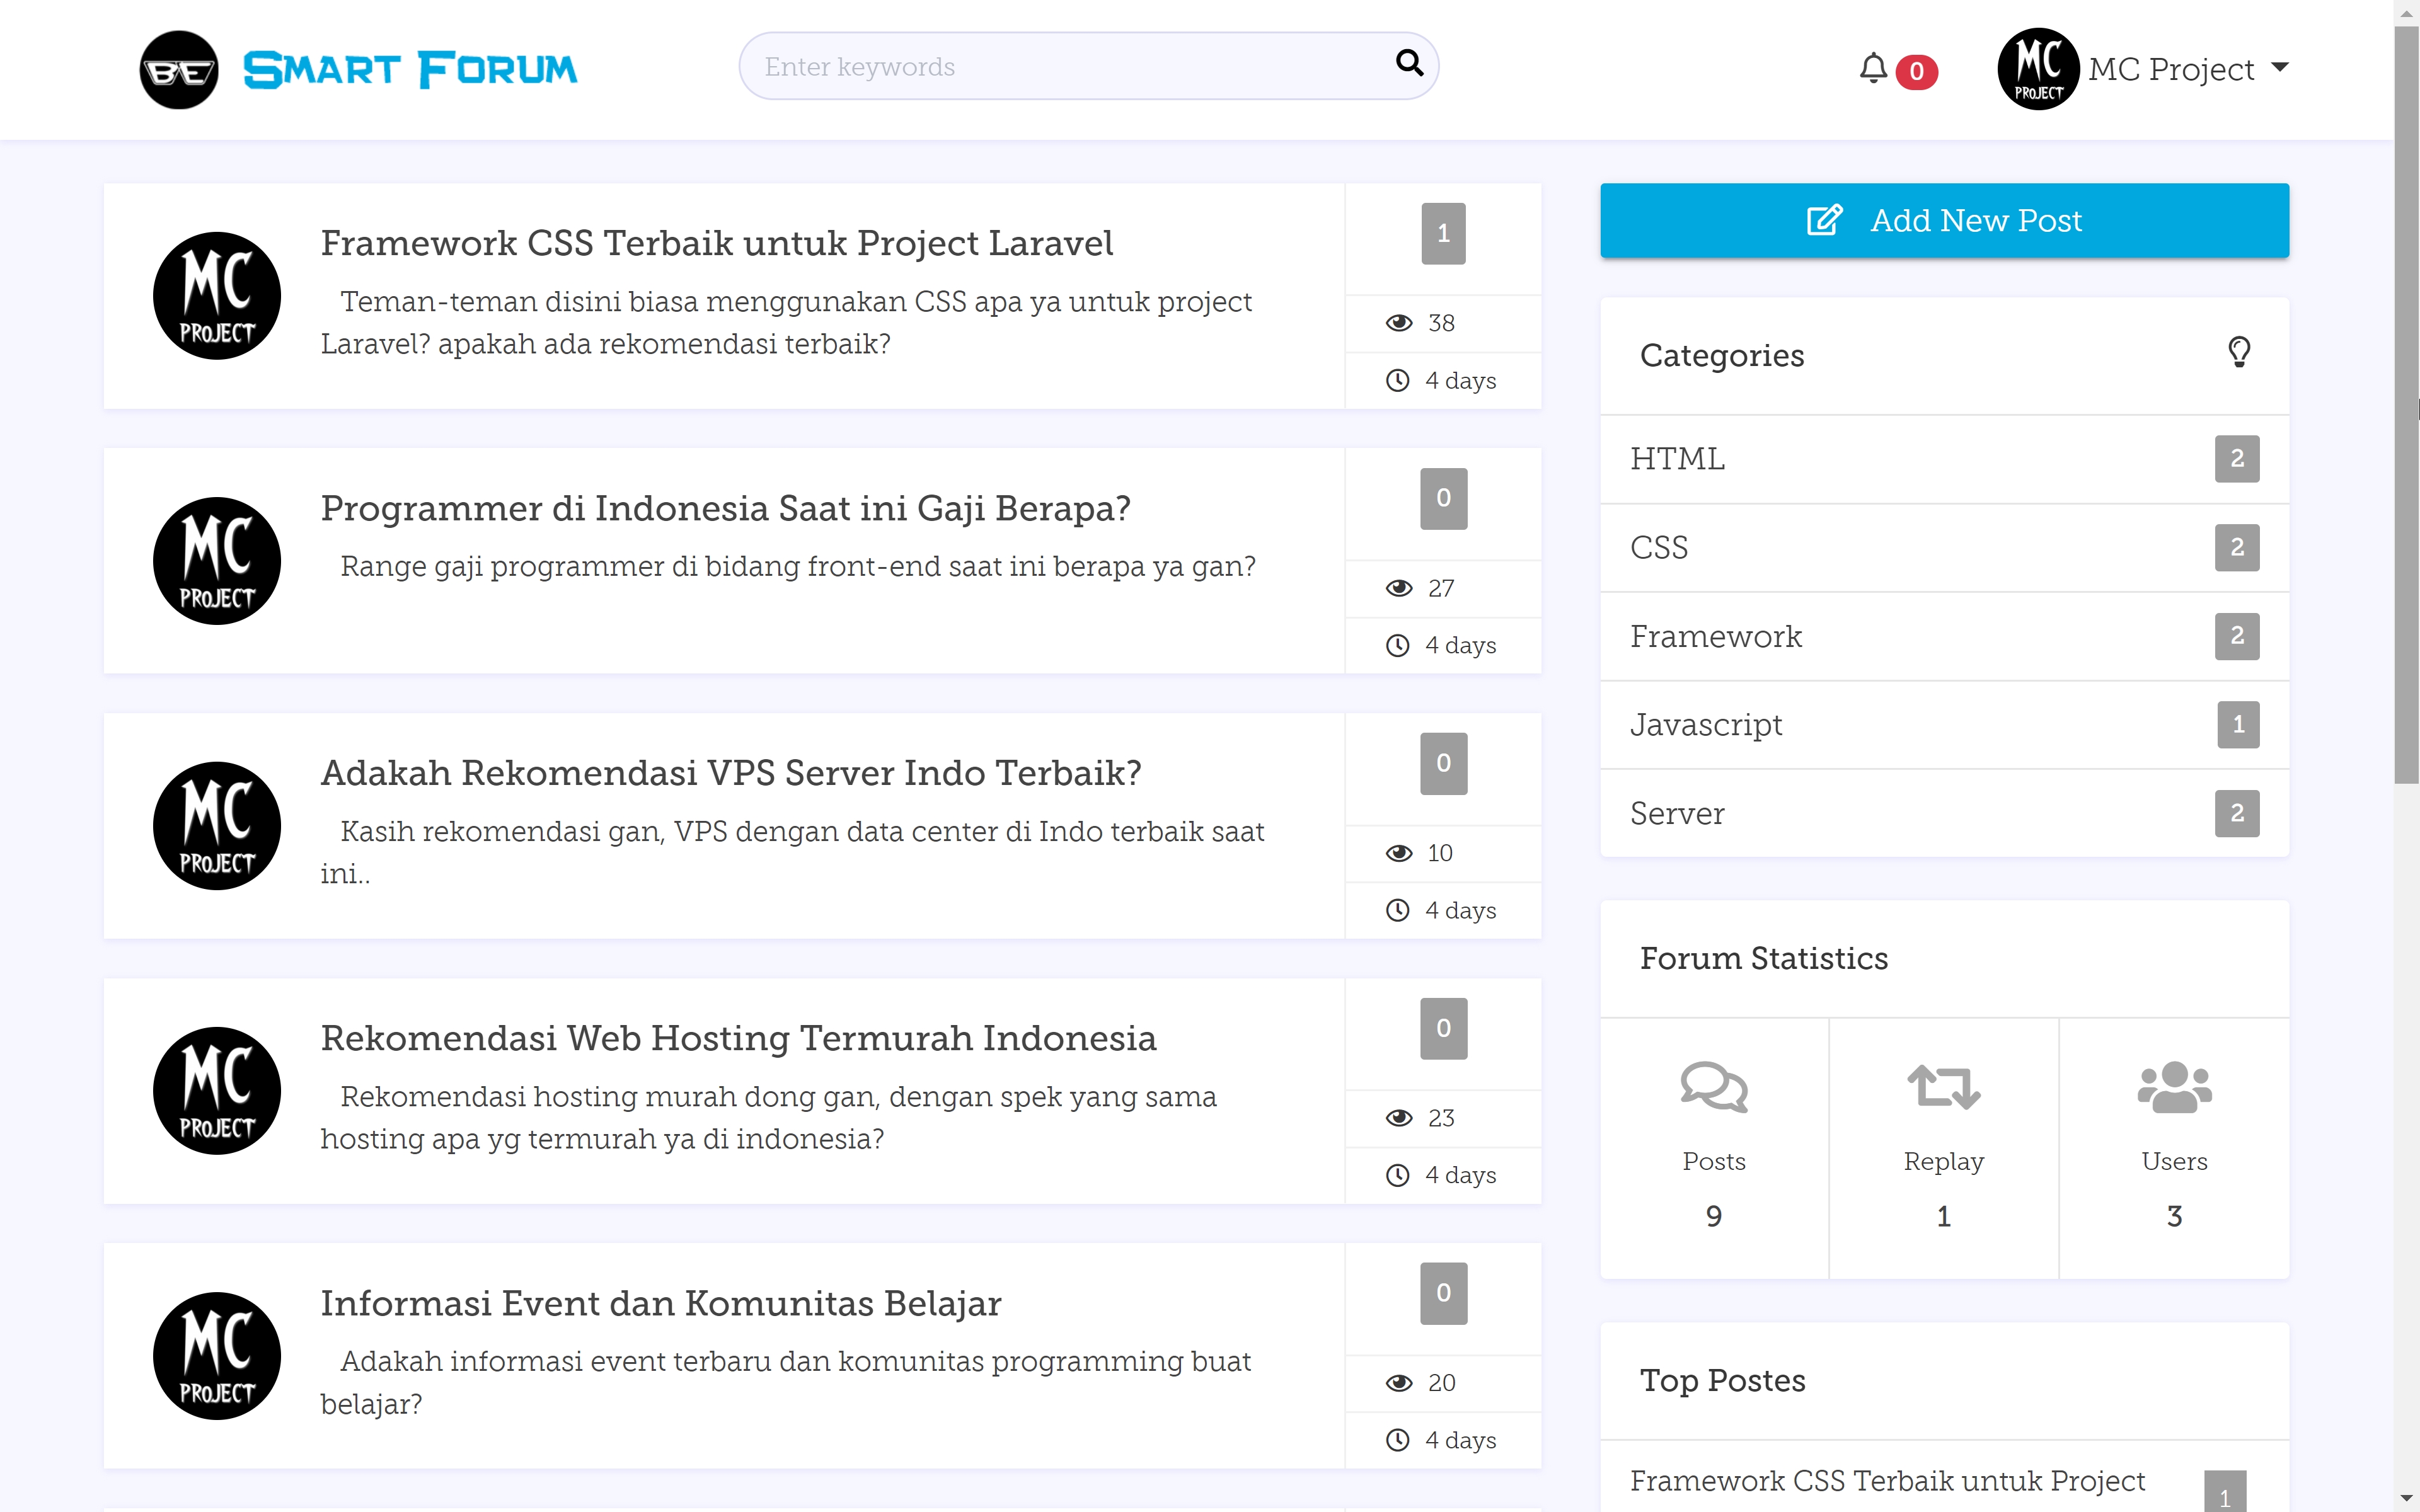 BE
Smart Forum
Enter keywords
0
MC
PROJECT
MC Project
MC
PROJECT
Framework CSS Terbaik untuk Project Laravel
Teman-teman disini biasa menggunakan CSS apa ya untuk project
Laravel? apakah ada rekomendasi terbaik?
1
38
4 days
MC
PROJECT
Programmer di Indonesia Saat ini Gaji Berapa?
Range gaji programmer di bidang front-end saat ini berapa ya gan?
0
27
4 days
MC
PROJECT
Adakah Rekomendasi VPS Server Indo Terbaik?
Kasih rekomendasi gan, VPS dengan data center di Indo terbaik saat
ini..
0
10
4 days
MC
PROJECT
Rekomendasi Web Hosting Termurah Indonesia
Rekomendasi hosting murah dong gan, dengan spek yang sama
hosting apa yg termurah ya di indonesia?
0
23
4 days
MC
PROJECT
Informasi Event dan Komunitas Belajar
Adakah informasi event terbaru dan komunitas programming buat
belajar?
0
20
4 days
Add New Post
Categories
HTML 2
CSS 2
Framework 2
Javascript 1
Server 2
Forum Statistics
Posts Replay Users
9 1 3
Top Postes
Framework CSS Terbaik untuk Project
1